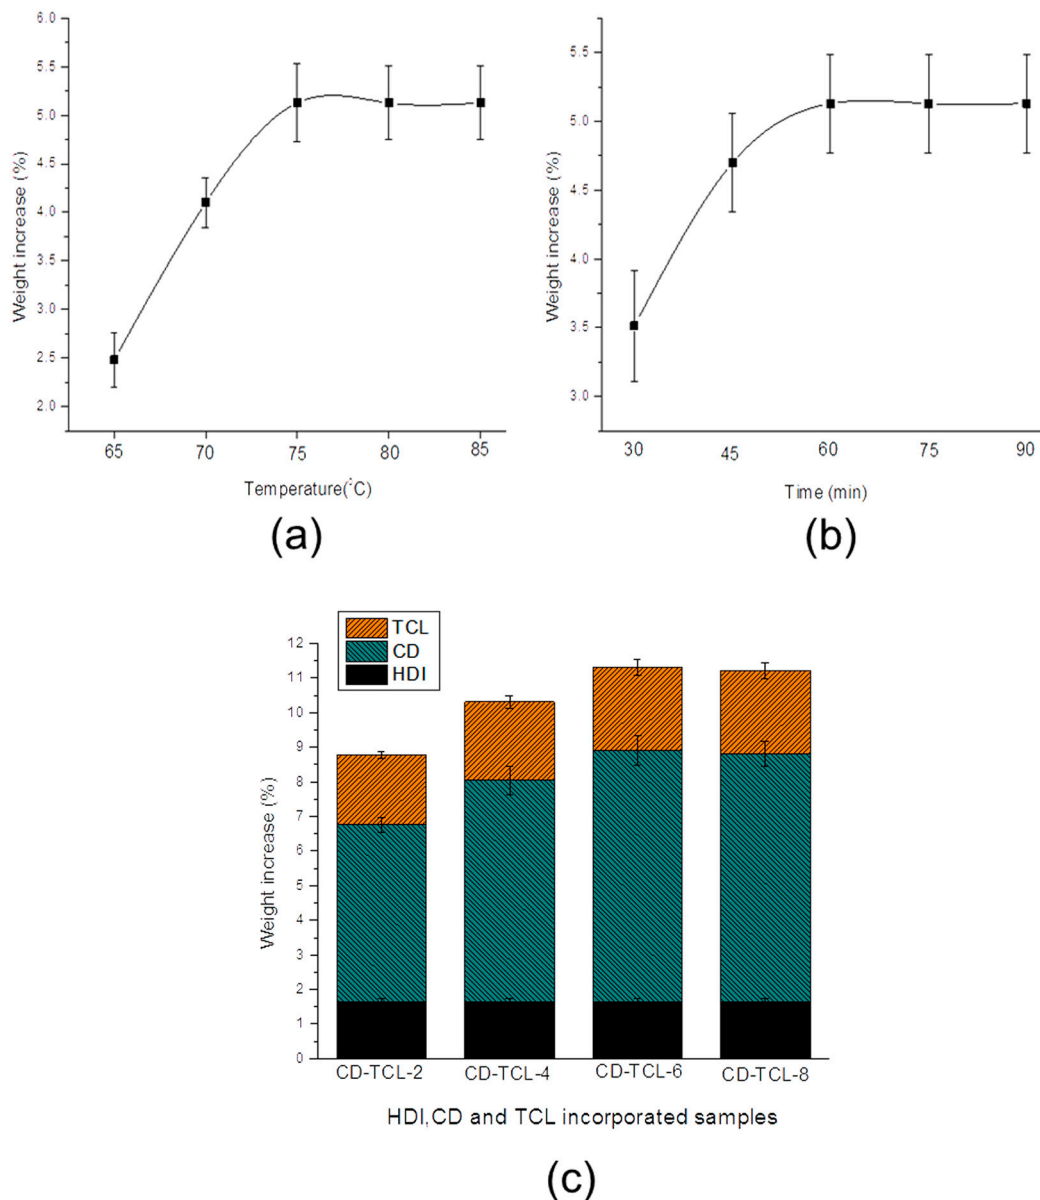 6.0
5.5
5.0
4.5
4.0
3.5
3.0
2.5
2.0
Weight increase (%)
65 70 75 80 85
Temperature(°C)
(a)
5.5
5.0
4.5
4.0
3.5
3.0
Weight increase (%)
30 45 60 75 90
Time (min)
(b)
TCL
CD
HDI
12
11
10
9
8
7
6
5
4
3
2
1
0
Weight increase (%)
CD-TCL-2 CD-TCL-4 CD-TCL-6 CD-TCL-8
HDI,CD and TCL incorporated samples
(c)